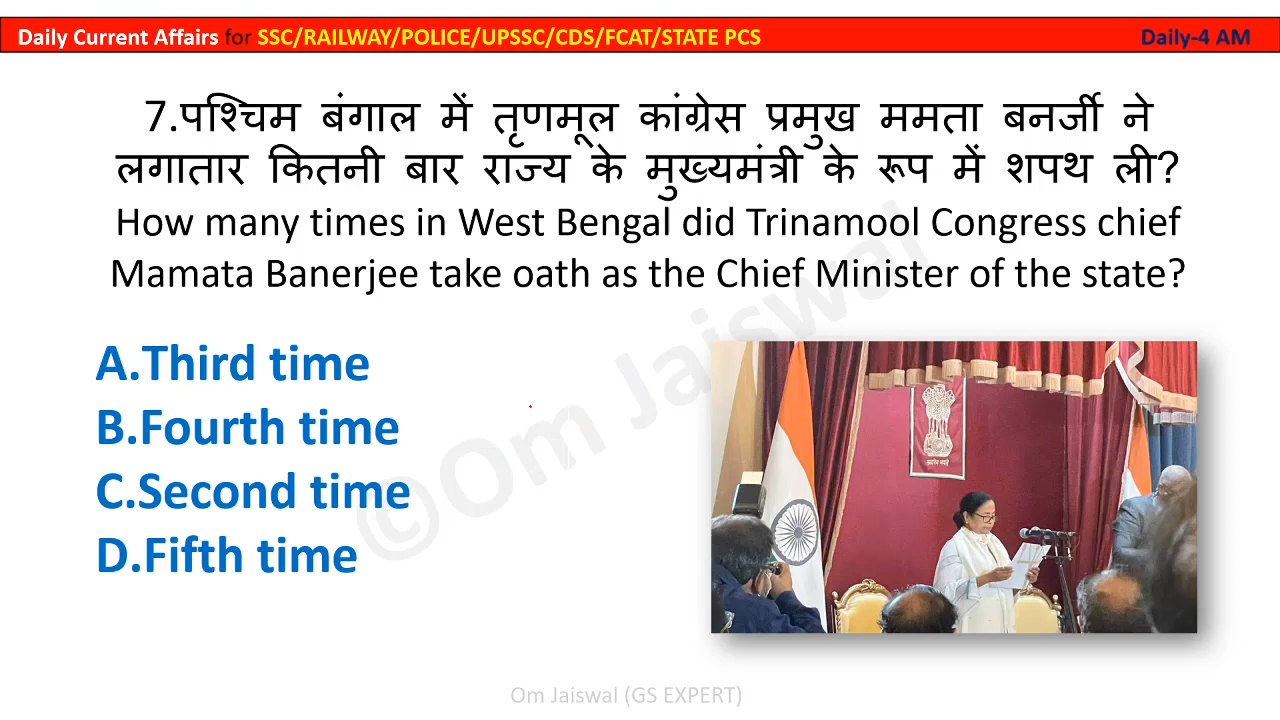 Daily Current Affairs for SSC/RAILWAY/POLICE/UPSSC/CDS/FCAT/STATE PCS Daily-4 AM
7.पश्चिम बंगाल में तृणमूल कांग्रेस प्रमुख ममता बनर्जी ने
लगातार कितनी बार राज्य के मुख्यमंत्री के रूप में शपथ ली?
How many times in West Bengal did Trinamool Congress chief
Mamata Banerjee take oath as the Chief Minister of the state?
A.Third time
B.Fourth time
C.Second time
D.Fifth time
©Om Jaiswal
Om Jaiswal (GS EXPERT)